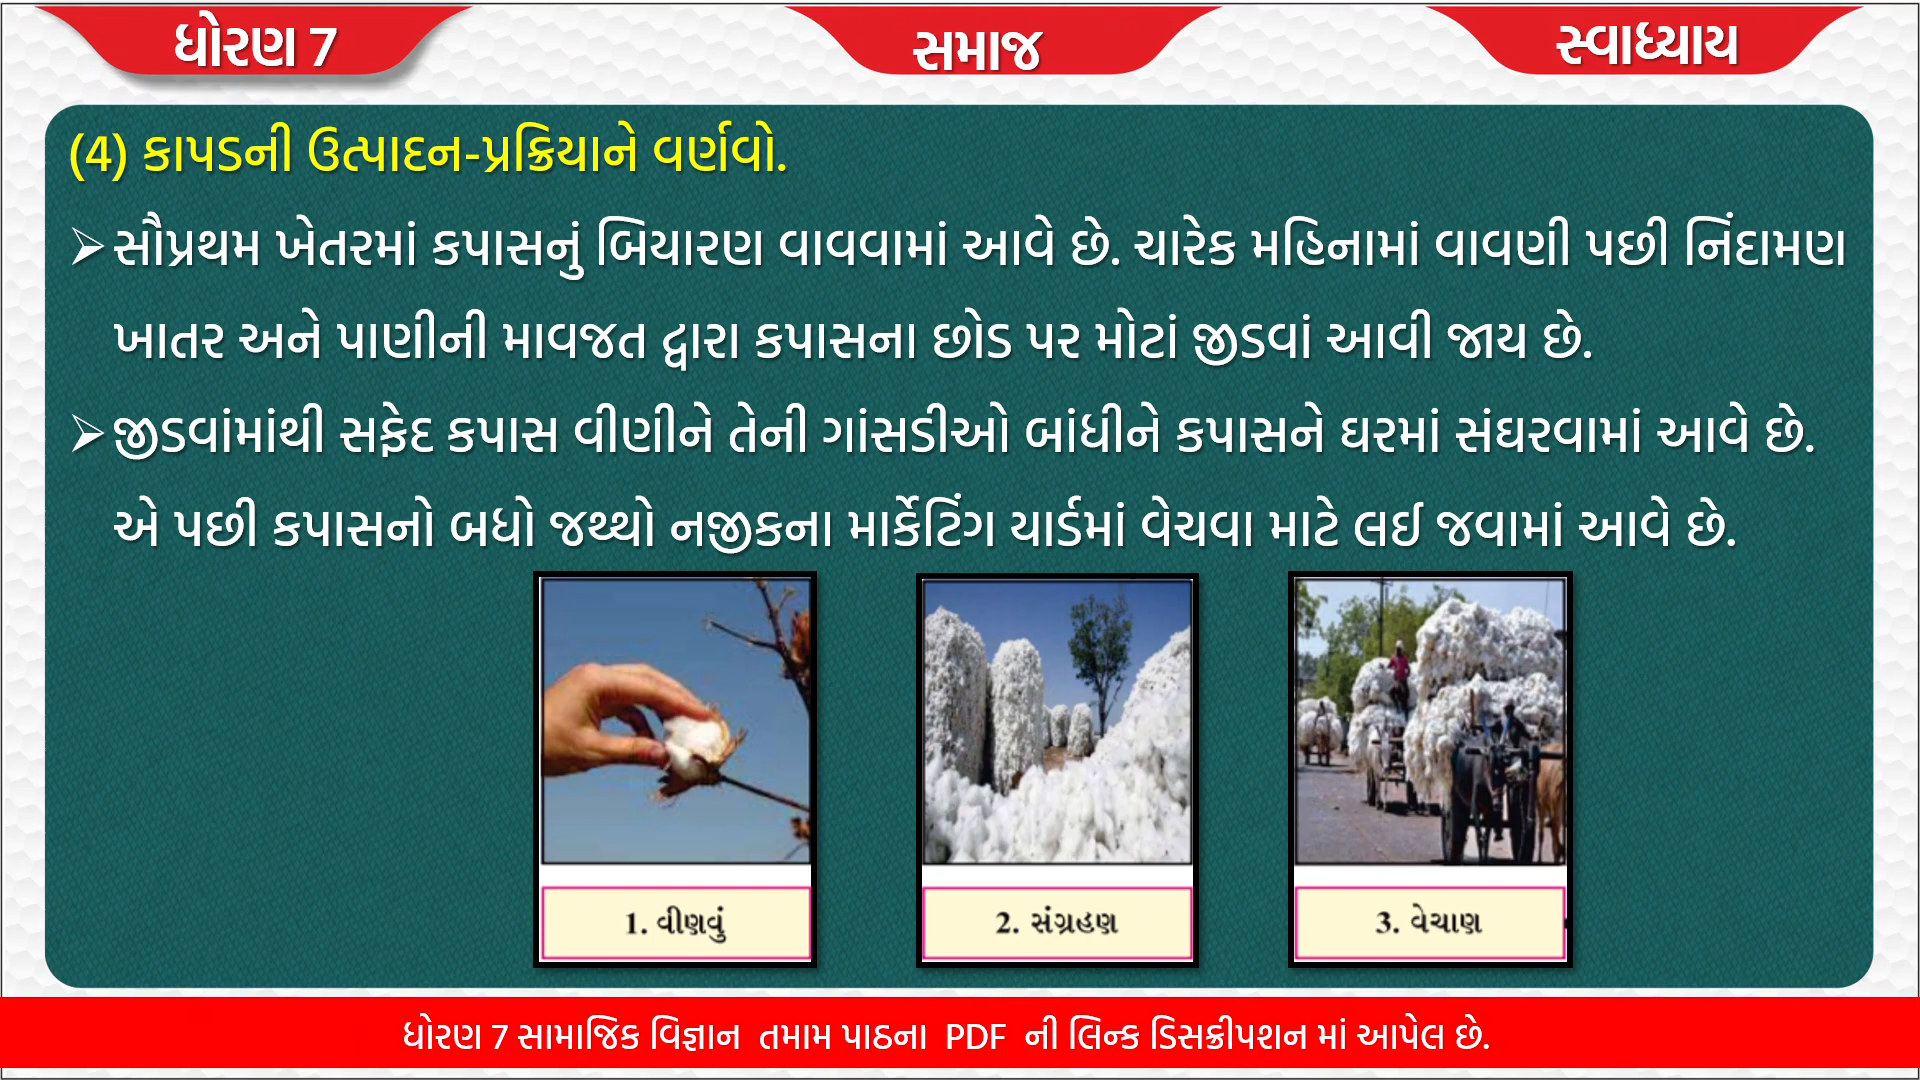 ધોરણ 7
સમાજ
સ્વાધ્યાય
(4) કાપડની ઉત્પાદન-પ્રક્રિયાને વર્ણવો.
➢ સૌપ્રથમ ખેતરમાં કપાસનું બિયારણ વાવવામાં આવે છે. ચારેક મહિનામાં વાવણી પછી નિંદામણ
ખાતર અને પાણીની માવજત દ્વારા કપાસના છોડ પર મોટાં જીંડવાં આવી જાય છે.
➢ જીંડવાંમાંથી સફેદ કપાસ વીણીને તેની ગાંસડીઓ બાંધીને કપાસને ઘરમાં સંઘરવામાં આવે છે.
એ પછી કપાસનો બધો જથ્થો નજીકના માર્કેટિંગ યાર્ડમાં વેચવા માટે લઈ જવામાં આવે છે.
1. વીણવું
2. સંગ્રહણ
3. વેચાણ
ધોરણ 7 સામાજિક વિજ્ઞાન તમામ પાઠના PDF ની લિન્ક ડિસક્રીપશન માં આપેલ છે.